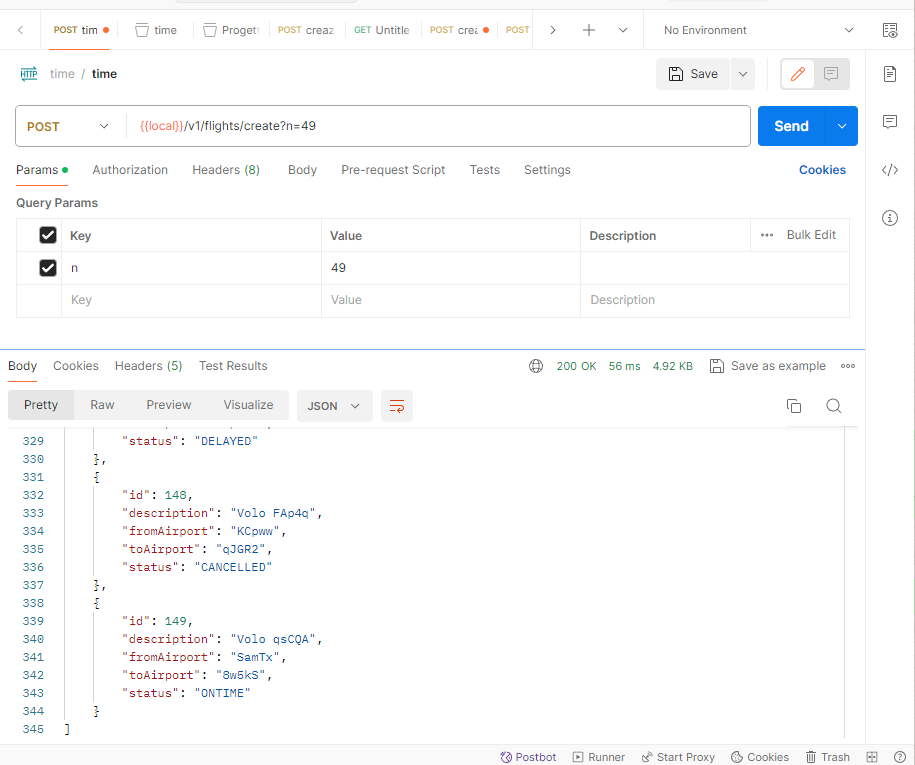 POST tim time Proget POST creaz GET Untitle POST crea POST No Environment
HTTP time / time Save
POST {{local}}/v1/flights/create?n=49 Send
Params Authorization Headers (8) Body Pre-request Script Tests Settings Cookies
Query Params
Key Value Description Bulk Edit
n 49
Key Value Description
Body Cookies Headers (5) Test Results 200 OK 56 ms 4.92 KB Save as example
Pretty Raw Preview Visualize JSON
329 "status": "DELAYED"
330 },
331 {
332 "id": 148,
333 "description": "Volo FAp4q",
334 "fromAirport": "KCpww",
335 "toAirport": "qJGR2",
336 "status": "CANCELLED"
337 },
338 {
339 "id": 149,
340 "description": "Volo qsCQA",
341 "fromAirport": "SamTx",
342 "toAirport": "8w5kS",
343 "status": "ONTIME"
344 }
345 ]
Postbot Runner Start Proxy Cookies Trash